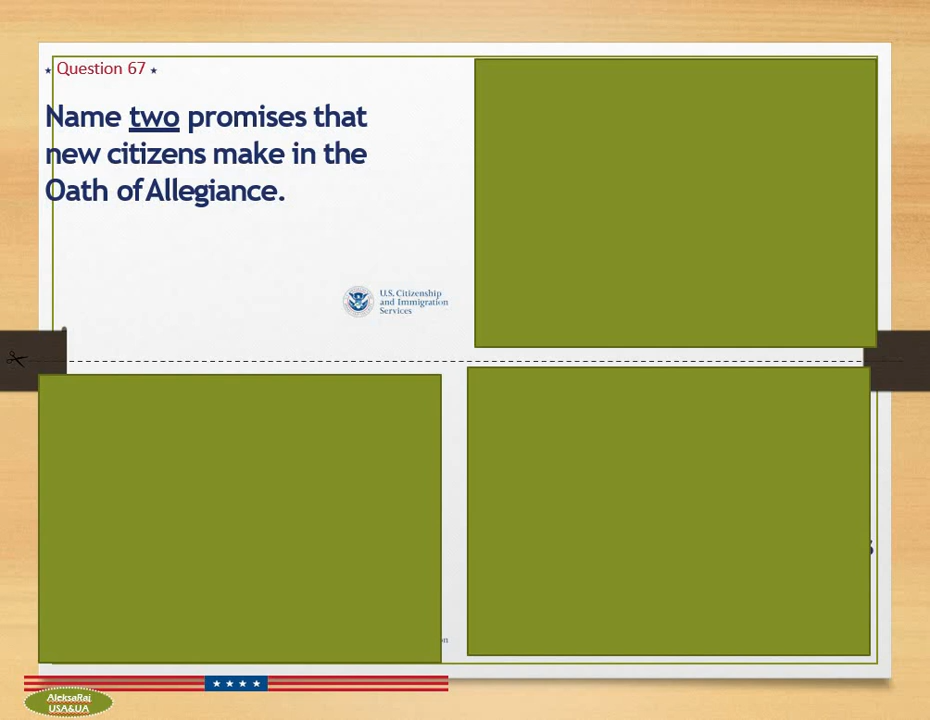 ★ Question 67 ★
Name two promises that
new citizens make in the
Oath of Allegiance.
U.S. Citizenship
and Immigration
Services
AleksaRaj
USA&UA